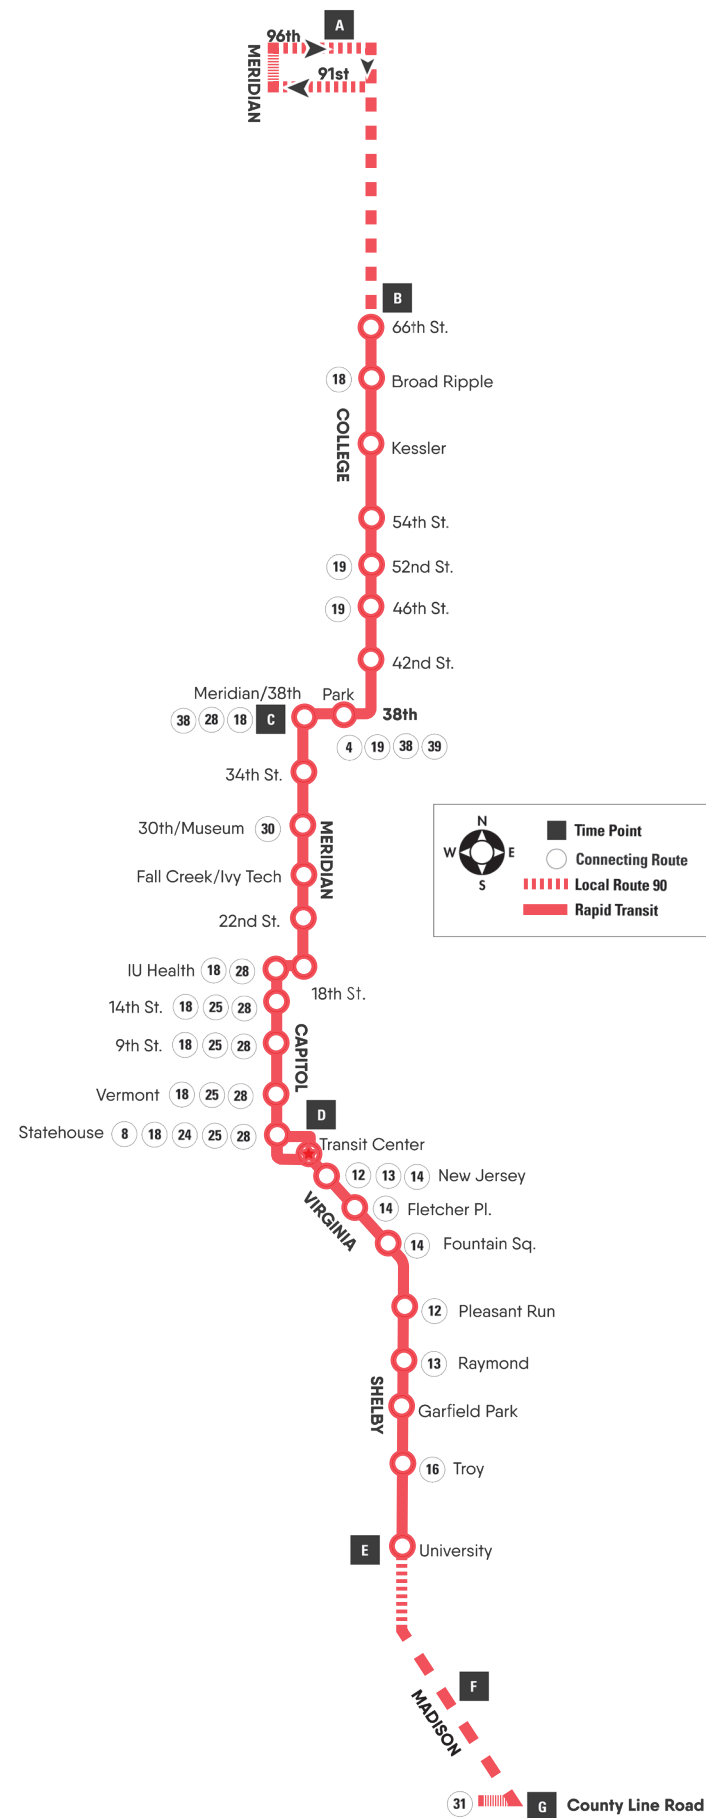 A
96th
MERIDIAN
91st
B
66th St.
18 Broad Ripple
COLLEGE
Kessler
54th St.
19 52nd St.
19 46th St.
42nd St.
Meridian/38th Park
38 28 18 C 38th
4 19 38 39
34th St.
30th/Museum 30
MERIDIAN
Fall Creek/Ivy Tech
22nd St.
IU Health 18 28
18th St.
14th St. 18 25 28
CAPITOL
9th St. 18 25 28
Vermont 18 25 28
D
Statehouse 8 18 24 25 28
Transit Center
12 13 14 New Jersey
VIRGINIA
14 Fletcher Pl.
14 Fountain Sq.
12 Pleasant Run
13 Raymond
SHELBY
Garfield Park
16 Troy
E University
F
MADISON
31 G County Line Road
N
W E
S
Time Point
Connecting Route
Local Route 90
Rapid Transit